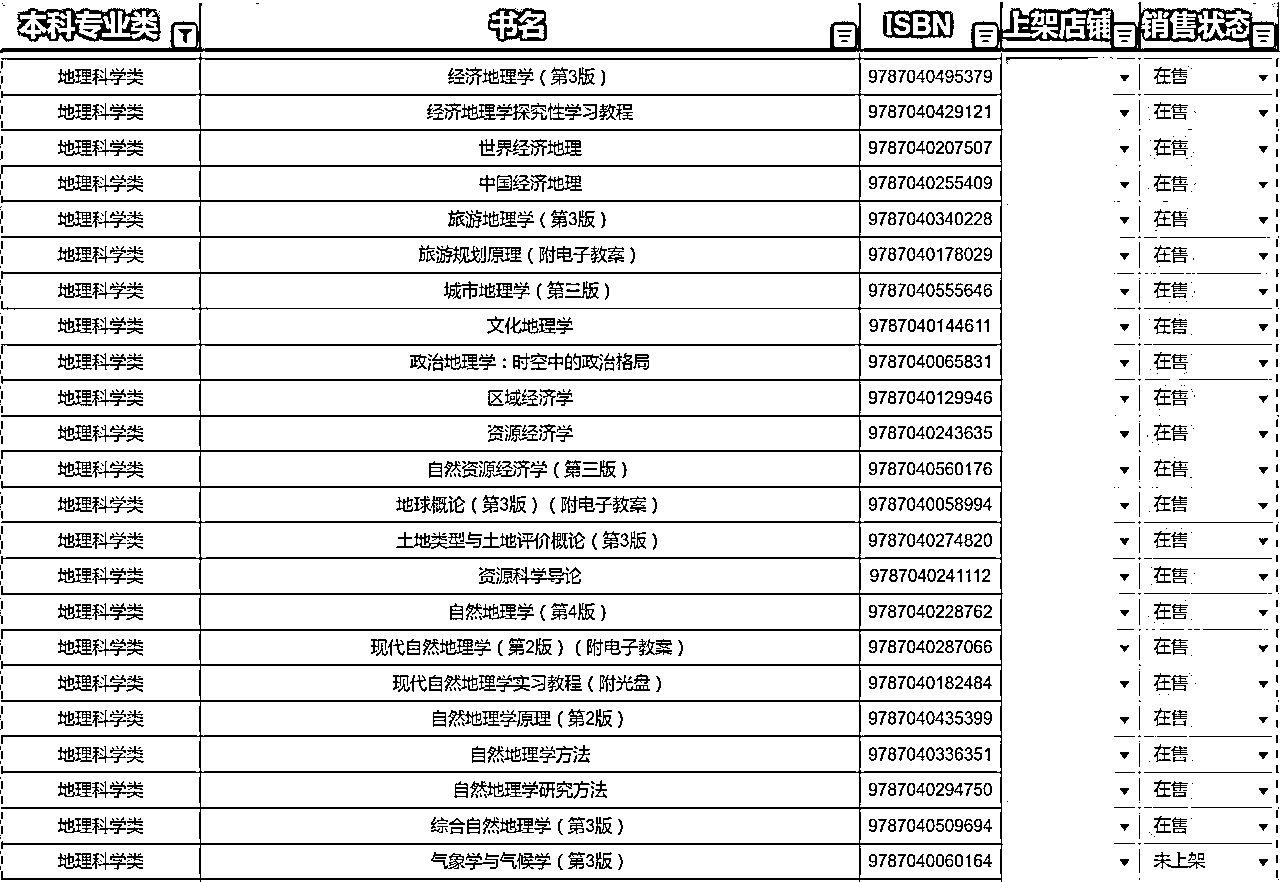 本科专业类 书名 ISBN 上架店铺 销售状态
地理科学类 经济地理学（第3版） 9787040495379 在售
地理科学类 经济地理学探究性学习教程 9787040429121 在售
地理科学类 世界经济地理 9787040207507 在售
地理科学类 中国经济地理 9787040255409 在售
地理科学类 旅游地理学（第3版） 9787040340228 在售
地理科学类 旅游规划原理（附电子教案） 9787040178029 在售
地理科学类 城市地理学（第三版） 9787040555646 在售
地理科学类 文化地理学 9787040144611 在售
地理科学类 政治地理学：时空中的政治格局 9787040065831 在售
地理科学类 区域经济学 9787040129946 在售
地理科学类 资源经济学 9787040243635 在售
地理科学类 自然资源经济学（第三版） 9787040560176 在售
地理科学类 地球概论（第3版）（附电子教案） 9787040058994 在售
地理科学类 土地类型与土地评价概论（第3版） 9787040274820 在售
地理科学类 资源科学导论 9787040241112 在售
地理科学类 自然地理学（第4版） 9787040228762 在售
地理科学类 现代自然地理学（第2版）（附电子教案） 9787040287066 在售
地理科学类 现代自然地理学实习教程（附光盘） 9787040182484 在售
地理科学类 自然地理学原理（第2版） 9787040435399 在售
地理科学类 自然地理学方法 9787040336351 在售
地理科学类 自然地理学研究方法 9787040294750 在售
地理科学类 综合自然地理学（第3版） 9787040509694 在售
地理科学类 气象学与气候学（第3版） 9787040060164 未上架